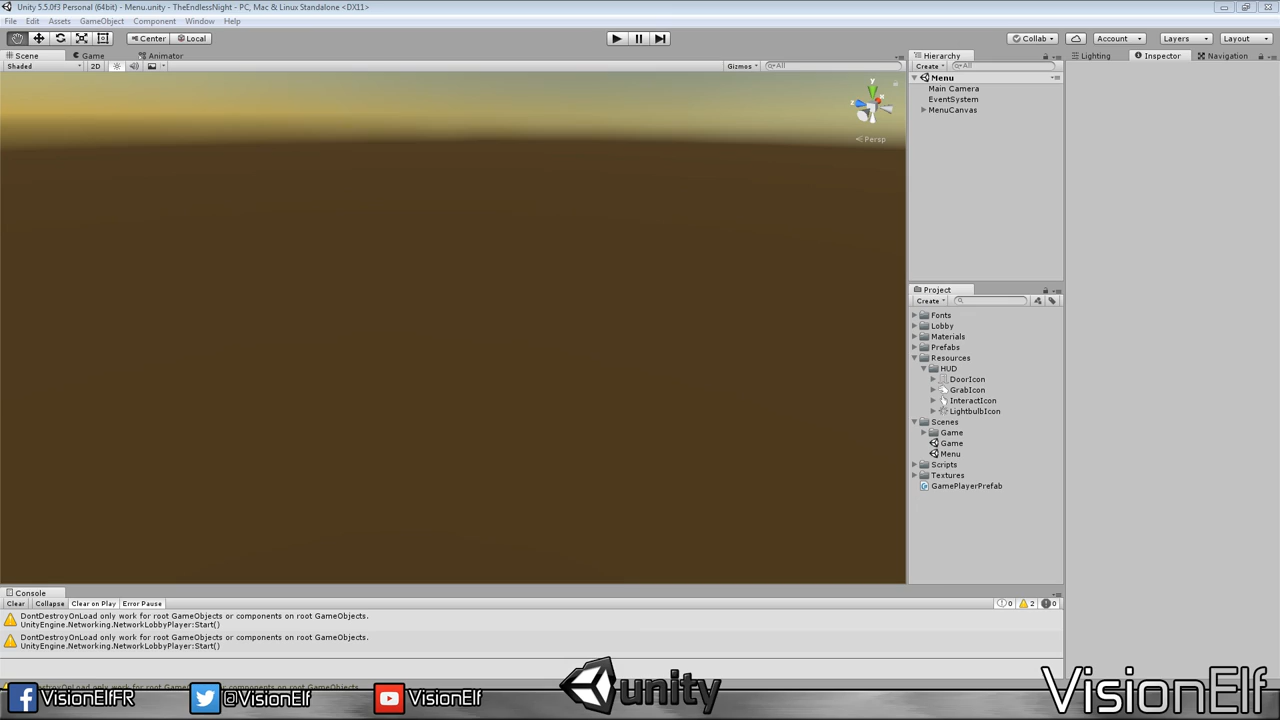 Unity 5.5.0f3 Personal (64bit) - Menu.unity - TheEndlessNight - PC, Mac & Linux Standalone <DX11>
File Edit Assets GameObject Component Window Help
Center Local Collab Account Layers Layout
Scene Game Animator Hierarchy Lighting Inspector Navigation
Shaded 2D Gizmos All Create All
Menu
Main Camera
EventSystem
MenuCanvas
y
x
z
Persp
Project
Create
Fonts
Lobby
Materials
Prefabs
Resources
HUD
DoorIcon
GrabIcon
InteractIcon
LightbulbIcon
Scenes
Game
Game
Menu
Scripts
Textures
GamePlayerPrefab
Console
Clear Collapse Clear on Play Error Pause 0 2 0
DontDestroyOnLoad only work for root GameObjects or components on root GameObjects.
UnityEngine.Networking.NetworkLobbyPlayer:Start()
DontDestroyOnLoad only work for root GameObjects or components on root GameObjects.
UnityEngine.Networking.NetworkLobbyPlayer:Start()
VisionElfFR @VisionElf VisionElf unity VisionElf